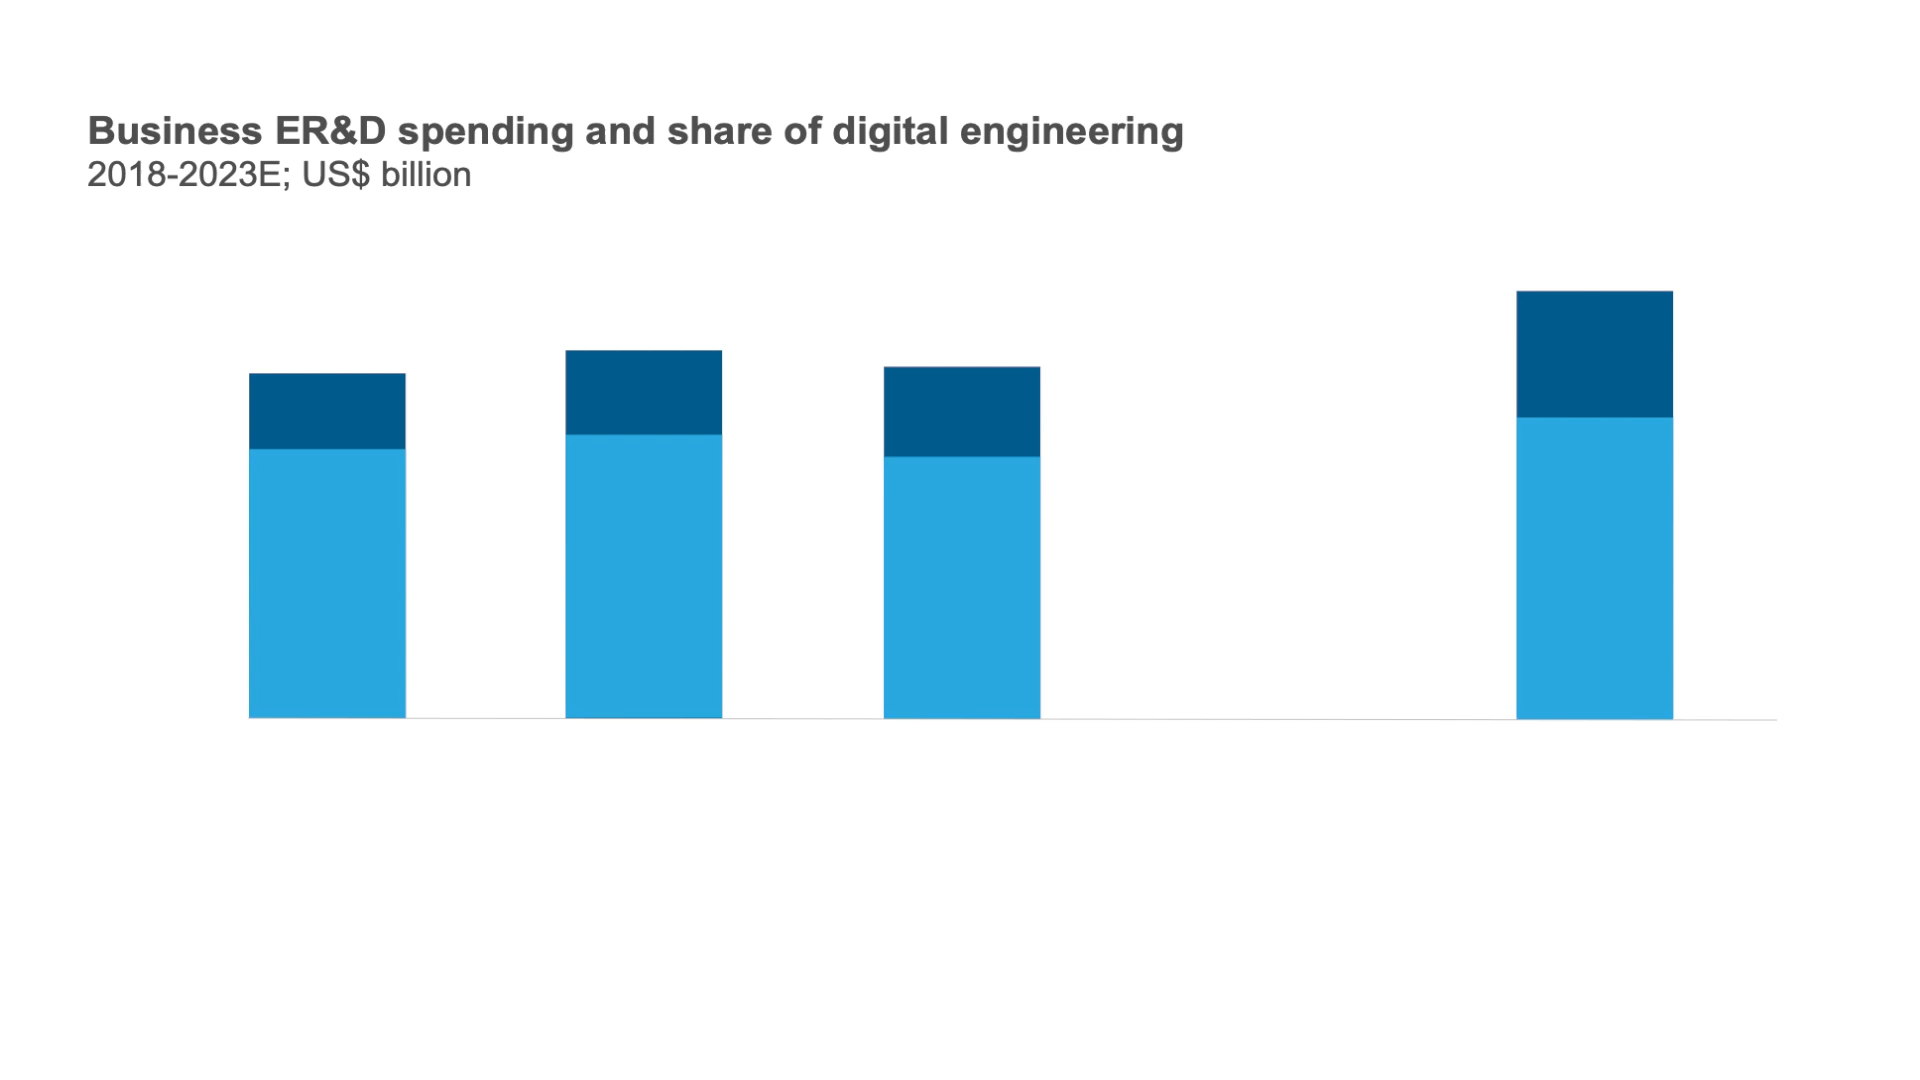 Business ER&D spending and share of digital engineering
2018-2023E; US$ billion